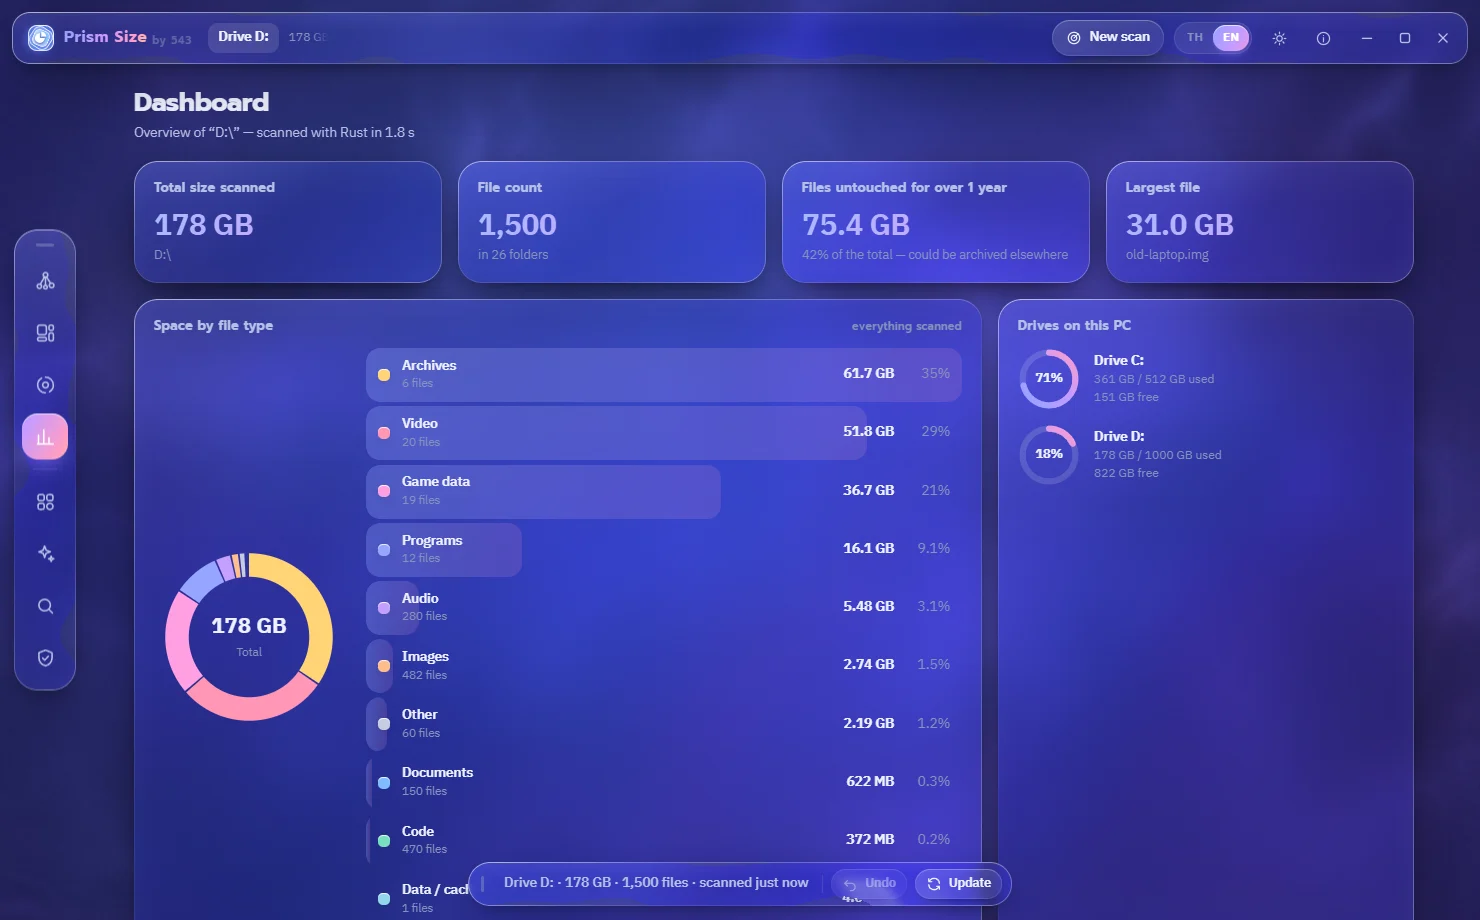 Prism Size by 543
Drive D:
178 GB
New scan
TH
EN
Dashboard
Overview of “D:\” — scanned with Rust in 1.8 s
Total size scanned
178 GB
D:\
File count
1,500
in 26 folders
Files untouched for over 1 year
75.4 GB
42% of the total — could be archived elsewhere
Largest file
31.0 GB
old-laptop.img
Space by file type
everything scanned
178 GB
Total
Archives
6 files
61.7 GB 35%
Video
20 files
51.8 GB 29%
Game data
19 files
36.7 GB 21%
Programs
12 files
16.1 GB 9.1%
Audio
280 files
5.48 GB 3.1%
Images
482 files
2.74 GB 1.5%
Other
60 files
2.19 GB 1.2%
Documents
150 files
622 MB 0.3%
Code
470 files
372 MB 0.2%
Data /
1 files
Drives on this PC
71%
Drive C:
361 GB / 512 GB used
151 GB free
18%
Drive D:
178 GB / 1000 GB used
822 GB free
Drive D: · 178 GB · 1,500 files · scanned just now
Undo
Update